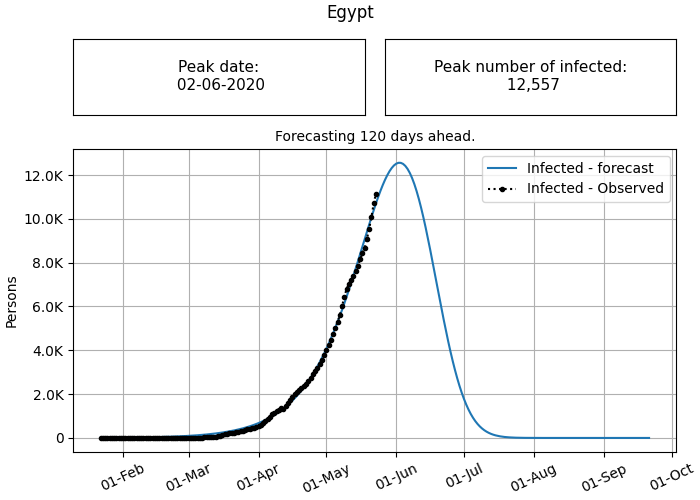 Egypt
Peak date:
02-06-2020
Peak number of infected:
12,557
Forecasting 120 days ahead.
Infected - forecast
Infected - Observed
Persons
12.0K
10.0K
8.0K
6.0K
4.0K
2.0K
0
01-Feb
01-Mar
01-Apr
01-May
01-Jun
01-Jul
01-Aug
01-Sep
01-Oct